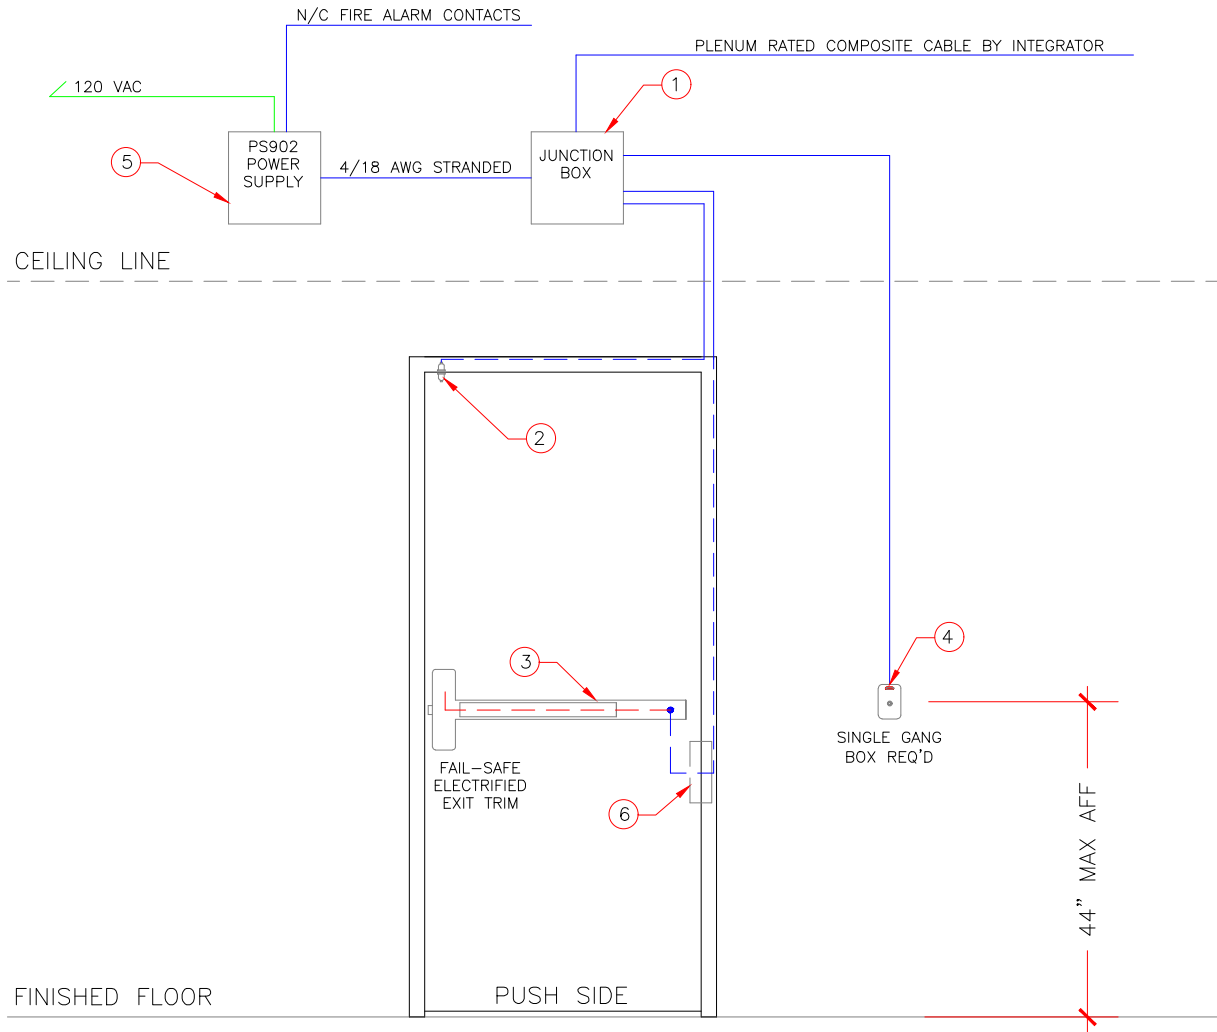 N/C FIRE ALARM CONTACTS
PLENUM RATED COMPOSITE CABLE BY INTEGRATOR
120 VAC
1
PS902
POWER
SUPPLY
5
4/18 AWG STRANDED
JUNCTION
BOX
CEILING LINE
2
3
4
SINGLE GANG
BOX REQ'D
FAIL-SAFE
ELECTRIFIED
EXIT TRIM
6
44" MAX AFF
FINISHED FLOOR
PUSH SIDE